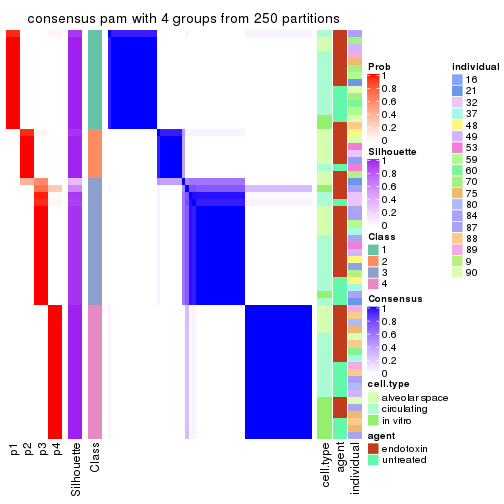 consensus pam with 4 groups from 250 partitions
p1
p2
p3
p4
Silhouette
Class
cell.type
agent
individual
Prob
1
0.8
0.6
0.4
0.2
0
Silhouette
1
0.8
0.6
0.4
0.2
0
Class
1
2
3
4
Consensus
1
0.8
0.6
0.4
0.2
0
cell.type
alveolar space
circulating
in vitro
agent
endotoxin
untreated
individual
16
21
32
37
48
49
53
59
60
70
75
80
84
87
88
89
9
90